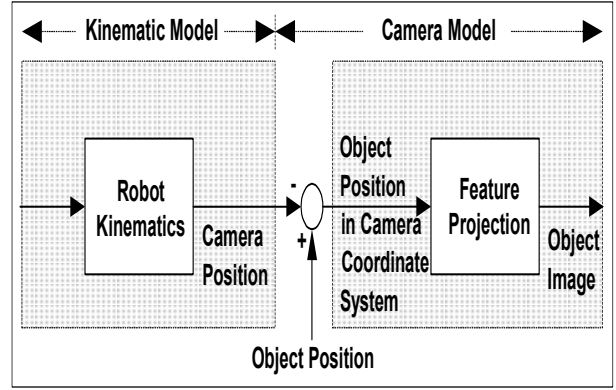 Kinematic Model
Camera Model
Robot
Kinematics
Camera
Position
-
+
Object
Position
in Camera
Coordinate
System
Feature
Projection
Object
Image
Object Position